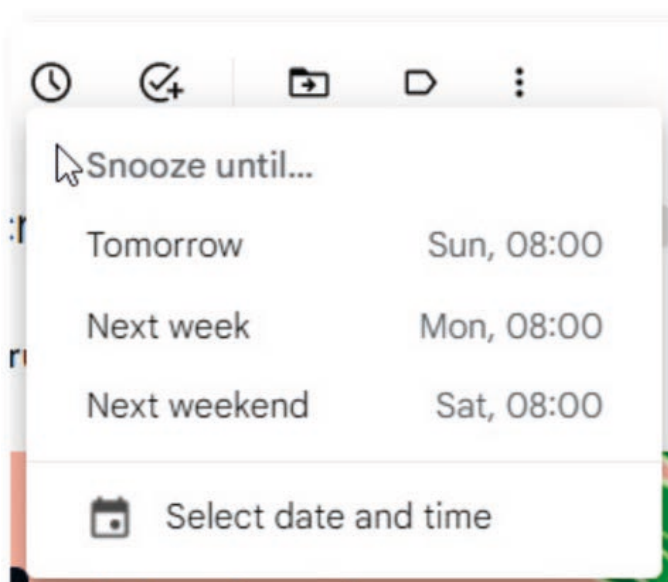 Snooze until...
Tomorrow Sun, 08:00
Next week Mon, 08:00
Next weekend Sat, 08:00
Select date and time